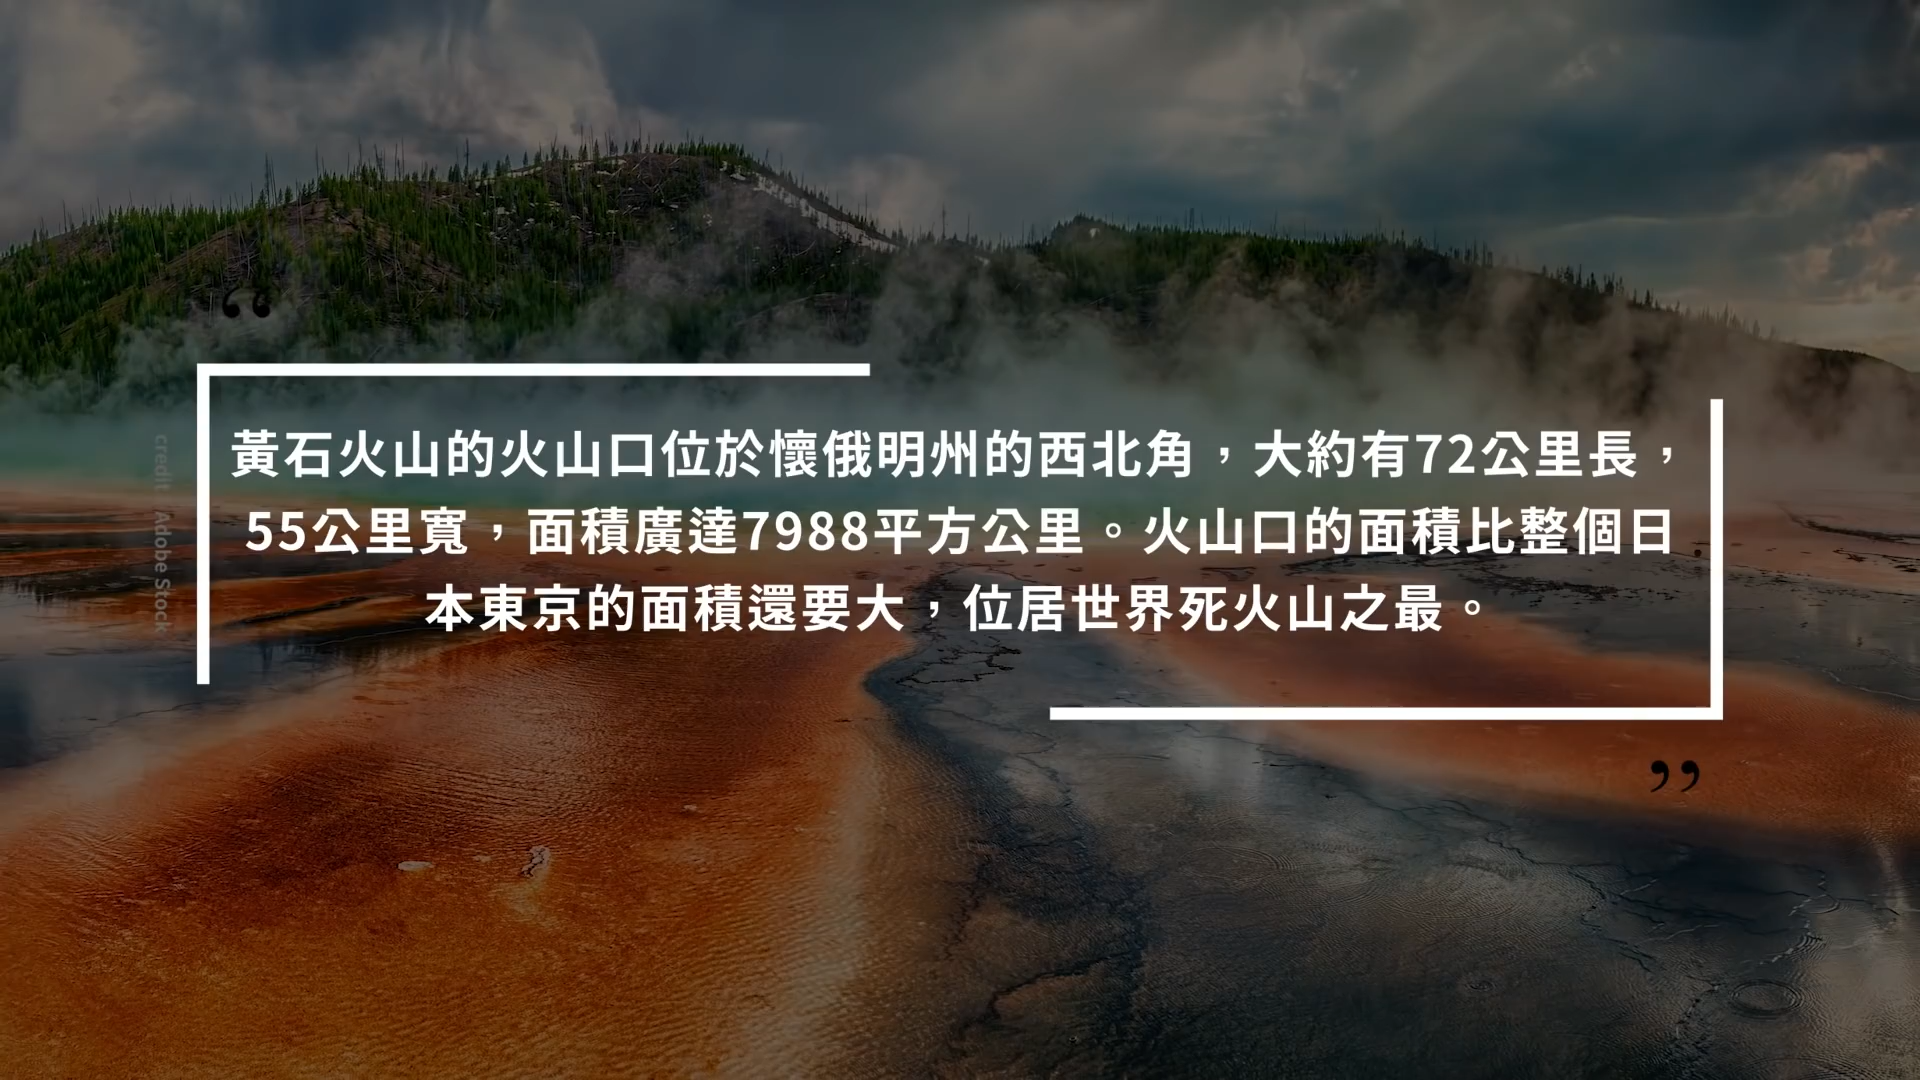 “
credit: Adobe Stock
黃石火山的火山口位於懷俄明州的西北角，大約有72公里長，
55公里寬，面積廣達7988平方公里。火山口的面積比整個日
本東京的面積還要大，位居世界死火山之最。
”